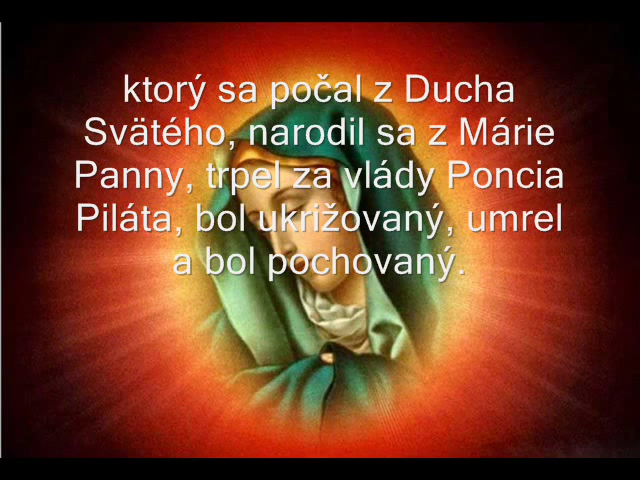 ktorý sa počal z Ducha
Svätého, narodil sa z Márie
Panny, trpel za vlády Poncia
Piláta, bol ukrižovaný, umrel
a bol pochovaný.